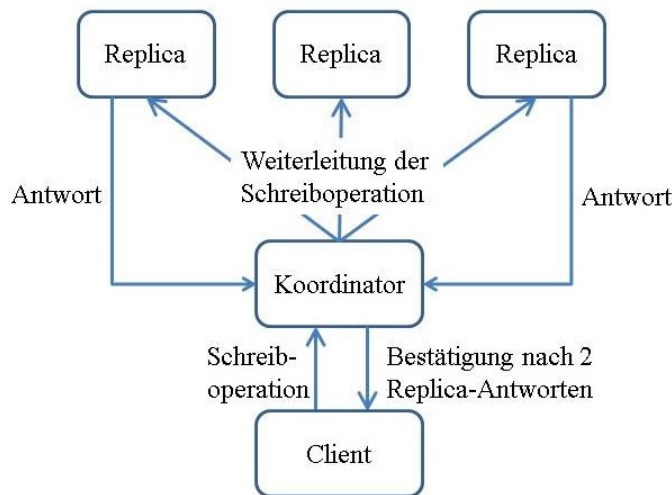 Replica
Replica
Replica
Weiterleitung der
Schreiboperation
Antwort
Antwort
Koordinator
Schreib-
operation
Bestätigung nach 2
Replica-Antworten
Client